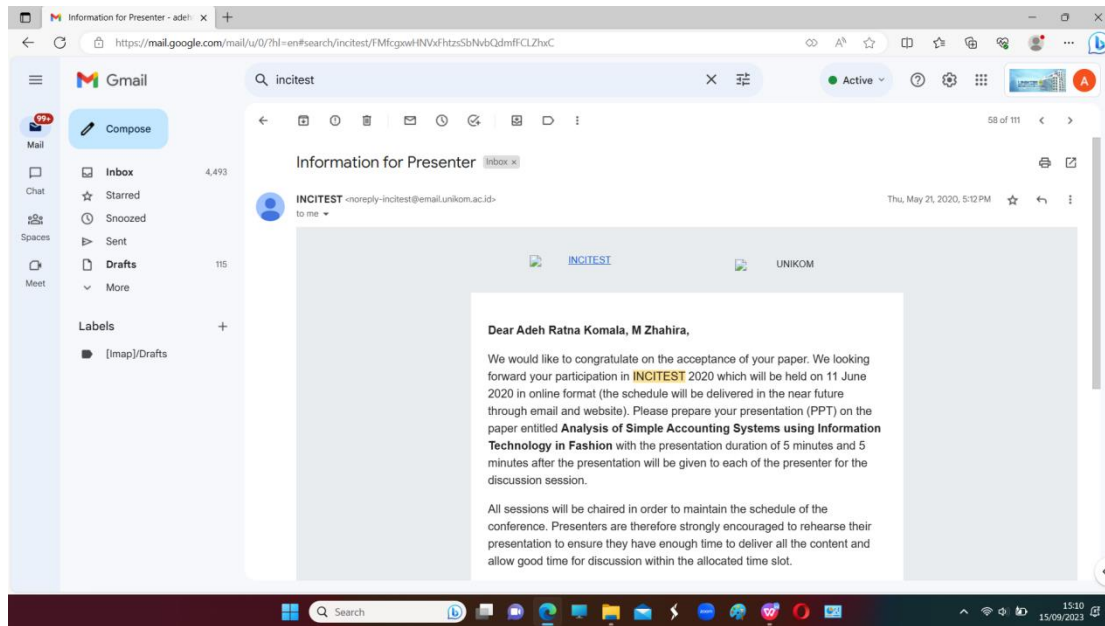 Information for Presenter - adeh
https://mail.google.com/mail/u/0/?hl=en#search/incitest/FMfcgxwHNVxFhtzsSbNvbQdmfFCLZhxC
Gmail
incitest
Active
A
99+
Mail
Compose
58 of 111
Information for Presenter Inbox ×
Chat
Inbox 4,493
Starred
INCITEST <noreply-incitest@email.unikom.ac.id>
Thu, May 21, 2020, 5:12 PM
to me
Spaces
Snoozed
Sent
Meet
Drafts 115
More
INCITEST
UNIKOM
Labels +
[Imap]/Drafts
Dear Adeh Ratna Komala, M Zhahira,
We would like to congratulate on the acceptance of your paper. We looking
forward your participation in INCITEST 2020 which will be held on 11 June
2020 in online format (the schedule will be delivered in the near future
through email and website). Please prepare your presentation (PPT) on the
paper entitled Analysis of Simple Accounting Systems using Information
Technology in Fashion with the presentation duration of 5 minutes and 5
minutes after the presentation will be given to each of the presenter for the
discussion session.
All sessions will be chaired in order to maintain the schedule of the
conference. Presenters are therefore strongly encouraged to rehearse their
presentation to ensure they have enough time to deliver all the content and
allow good time for discussion within the allocated time slot.
Search
15:10
15/09/2023